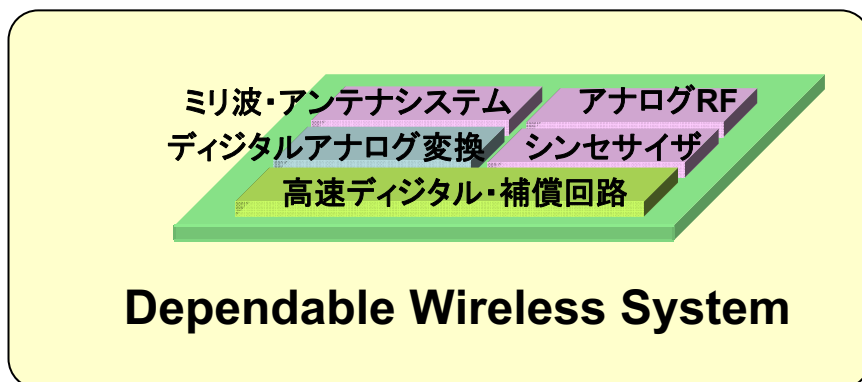 ミリ波・アンテナシステム アナログRF
ディジタルアナログ変換 シンセサイザ
高速ディジタル・補償回路
Dependable Wireless System